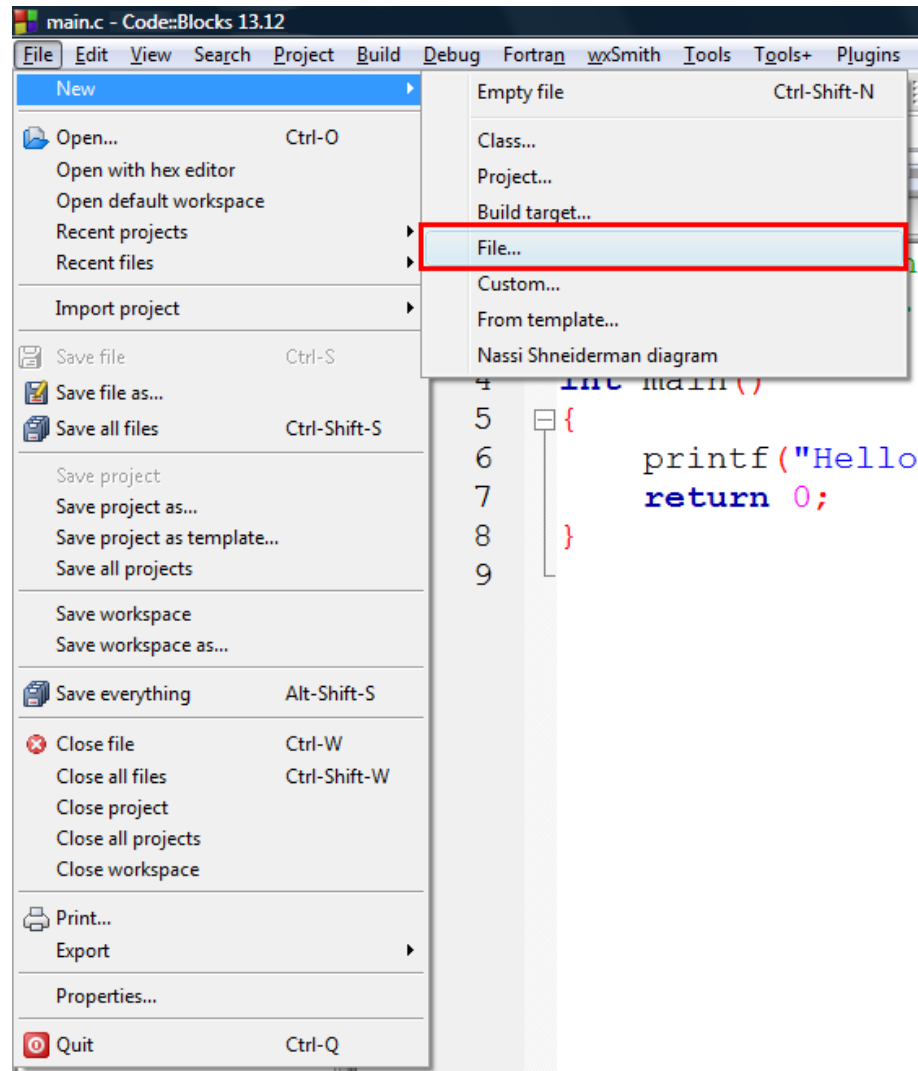 main.c - Code::Blocks 13.12
File Edit View Search Project Build Debug Fortran wxSmith Tools Tools+ Plugins
New
Open... Ctrl-O
Open with hex editor
Open default workspace
Recent projects
Recent files
Import project
Save file Ctrl-S
Save file as...
Save all files Ctrl-Shift-S
Save project
Save project as...
Save project as template...
Save all projects
Save workspace
Save workspace as...
Save everything Alt-Shift-S
Close file Ctrl-W
Close all files Ctrl-Shift-W
Close project
Close all projects
Close workspace
Print...
Export
Properties...
Quit Ctrl-Q
Empty file Ctrl-Shift-N
Class...
Project...
Build target...
File...
Custom...
From template...
Nassi Shneiderman diagram
4 int main()
5 {
6 printf("Hello
7 return 0;
8 }
9